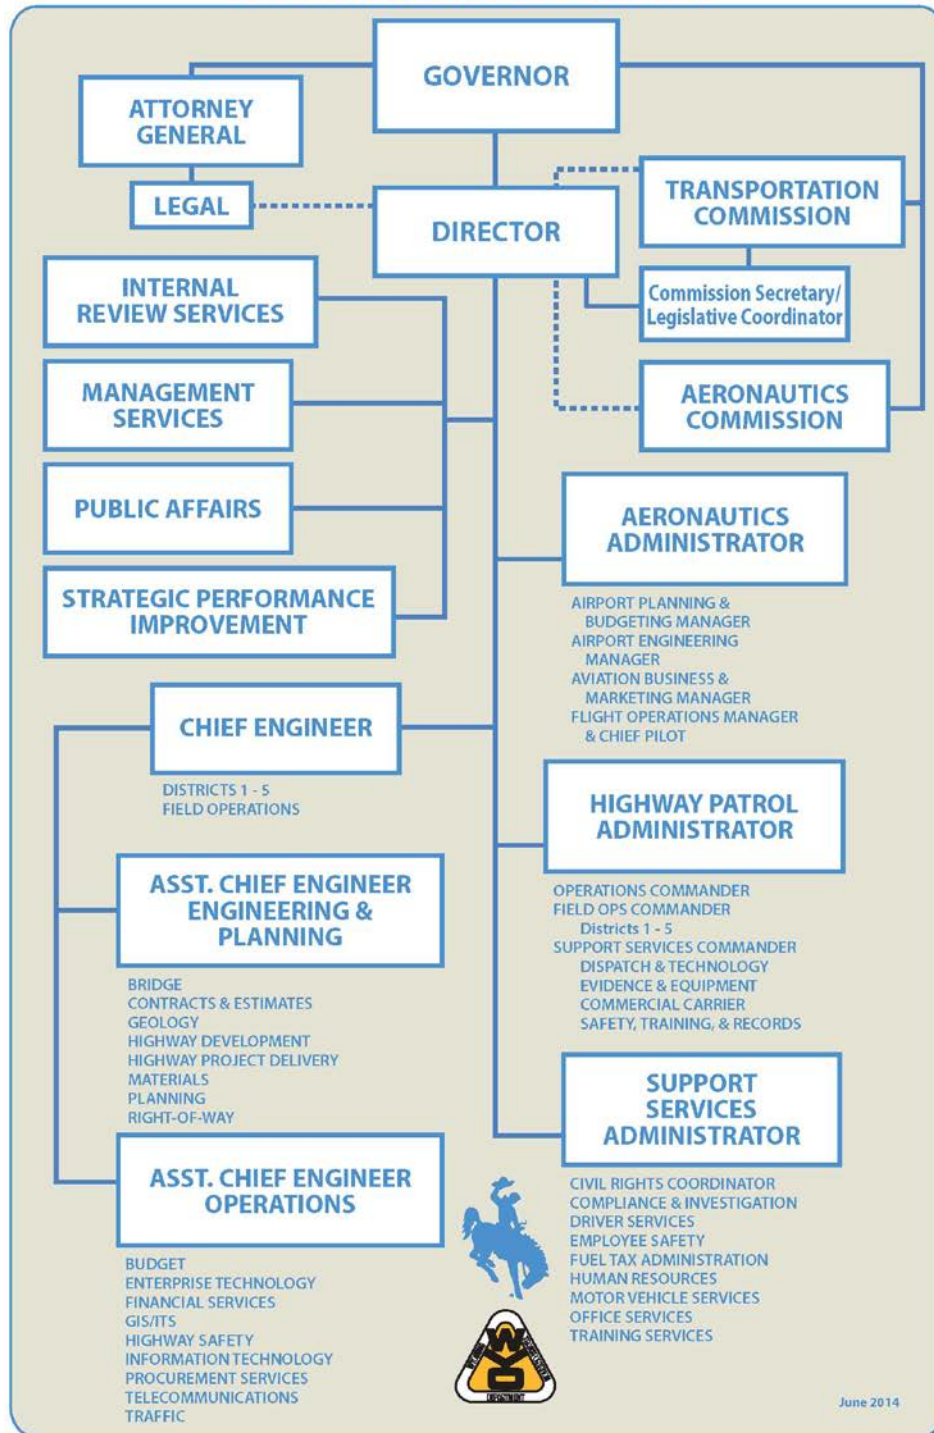 GOVERNOR
ATTORNEY
GENERAL
LEGAL
DIRECTOR
TRANSPORTATION
COMMISSION
Commission Secretary/
Legislative Coordinator
AERONAUTICS
COMMISSION
INTERNAL
REVIEW SERVICES
MANAGEMENT
SERVICES
PUBLIC AFFAIRS
STRATEGIC PERFORMANCE
IMPROVEMENT
AERONAUTICS
ADMINISTRATOR
AIRPORT PLANNING &
BUDGETING MANAGER
AIRPORT ENGINEERING
MANAGER
AVIATION BUSINESS &
MARKETING MANAGER
FLIGHT OPERATIONS MANAGER
& CHIEF PILOT
CHIEF ENGINEER
DISTRICTS 1 - 5
FIELD OPERATIONS
HIGHWAY PATROL
ADMINISTRATOR
OPERATIONS COMMANDER
FIELD OPS COMMANDER
Districts 1 - 5
SUPPORT SERVICES COMMANDER
DISPATCH & TECHNOLOGY
EVIDENCE & EQUIPMENT
COMMERCIAL CARRIER
SAFETY, TRAINING, & RECORDS
ASST. CHIEF ENGINEER
ENGINEERING &
PLANNING
BRIDGE
CONTRACTS & ESTIMATES
GEOLOGY
HIGHWAY DEVELOPMENT
HIGHWAY PROJECT DELIVERY
MATERIALS
PLANNING
RIGHT-OF-WAY
SUPPORT
SERVICES
ADMINISTRATOR
CIVIL RIGHTS COORDINATOR
COMPLIANCE & INVESTIGATION
DRIVER SERVICES
EMPLOYEE SAFETY
FUEL TAX ADMINISTRATION
HUMAN RESOURCES
MOTOR VEHICLE SERVICES
OFFICE SERVICES
TRAINING SERVICES
ASST. CHIEF ENGINEER
OPERATIONS
BUDGET
ENTERPRISE TECHNOLOGY
FINANCIAL SERVICES
GIS/ITS
HIGHWAY SAFETY
INFORMATION TECHNOLOGY
PROCUREMENT SERVICES
TELECOMMUNICATIONS
TRAFFIC
WYO
June 2014